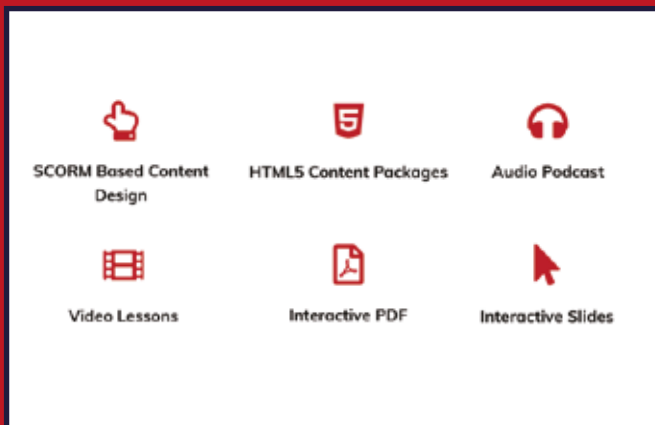 SCORM Based Content
Design
HTML5 Content Packages
Audio Podcast
Video Lessons
Interactive PDF
Interactive Slides